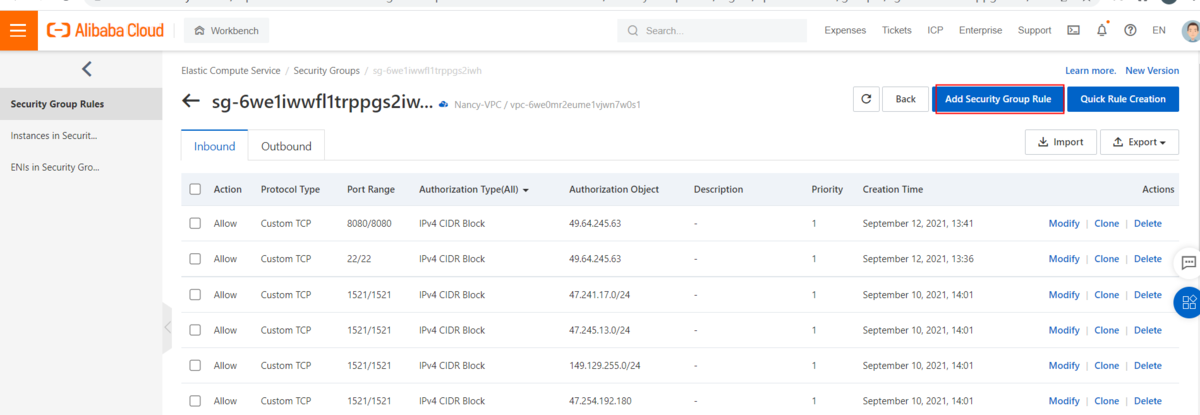 Alibaba Cloud Workbench Search... Expenses Tickets ICP Enterprise Support EN
Elastic Compute Service / Security Groups / sg-6we1iwwfl1trppgs2iwh Learn more. New Version
Security Group Rules
sg-6we1iwwfl1trppgs2iw... Nancy-VPC / vpc-6we0mr2eume1vjwn7w0s1 Back Add Security Group Rule Quick Rule Creation
Instances in Securit...
ENIs in Security Gro...
Inbound Outbound Import Export
Action Protocol Type Port Range Authorization Type(All) Authorization Object Description Priority Creation Time Actions
Allow Custom TCP 8080/8080 IPv4 CIDR Block 49.64.245.63 - 1 September 12, 2021, 13:41 Modify | Clone | Delete
Allow Custom TCP 22/22 IPv4 CIDR Block 49.64.245.63 - 1 September 12, 2021, 13:36 Modify | Clone | Delete
Allow Custom TCP 1521/1521 IPv4 CIDR Block 47.241.17.0/24 - 1 September 10, 2021, 14:01 Modify | Clone | Delete
Allow Custom TCP 1521/1521 IPv4 CIDR Block 47.245.13.0/24 - 1 September 10, 2021, 14:01 Modify | Clone | Delete
Allow Custom TCP 1521/1521 IPv4 CIDR Block 149.129.255.0/24 - 1 September 10, 2021, 14:01 Modify | Clone | Delete
Allow Custom TCP 1521/1521 IPv4 CIDR Block 47.254.192.180 - 1 September 10, 2021, 14:01 Modify | Clone | Delete